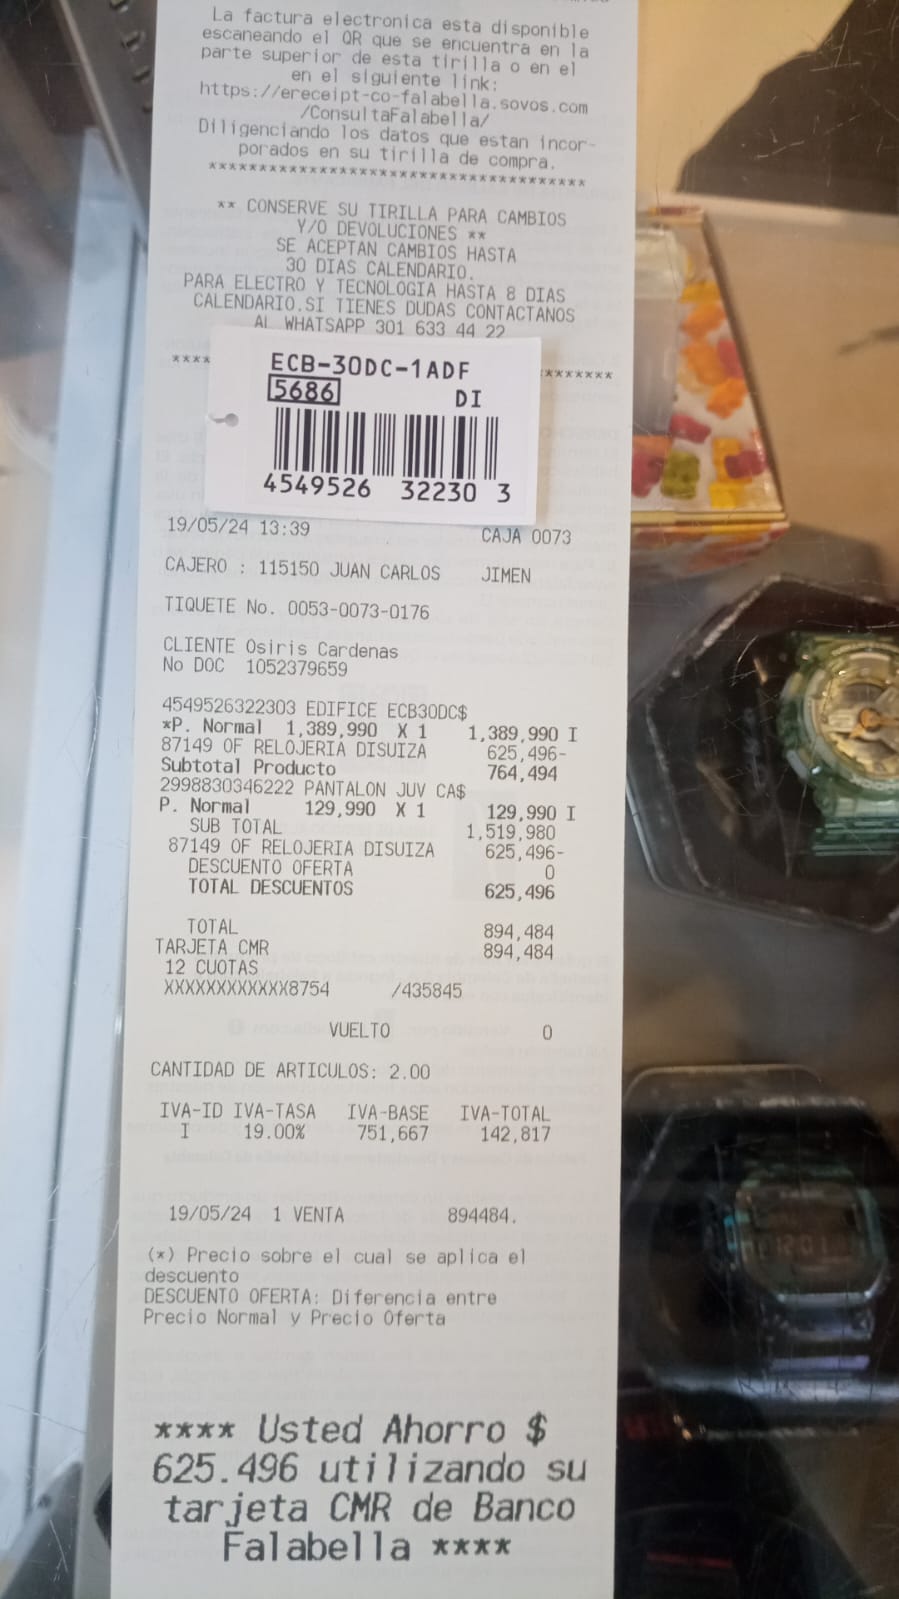 La factura electronica esta disponible
escaneando el QR que se encuentra en la
parte superior de esta tirilla o en el
en el siguiente link:
https://ereceipt-co-falabella.sovos.com
/ConsultaFalabella/
Diligenciando los datos que estan incor-
porados en su tirilla de compra.
**************************************
** CONSERVE SU TIRILLA PARA CAMBIOS
Y/O DEVOLUCIONES **
SE ACEPTAN CAMBIOS HASTA
30 DIAS CALENDARIO.
PARA ELECTRO Y TECNOLOGIA HASTA 8 DIAS
CALENDARIO.SI TIENES DUDAS CONTACTANOS
AL WHATSAPP 301 633 44 22
**** *******
ECB-30DC-1ADF
5686 DI
4549526 32230 3
19/05/24 13:39 CAJA 0073
CAJERO : 115150 JUAN CARLOS JIMEN
TIQUETE No. 0053-0073-0176
CLIENTE Osiris Cardenas
No DOC 1052379659
4549526322303 EDIFICE ECB30DC$
*P. Normal 1,389,990 X 1 1,389,990 I
87149 OF RELOJERIA DISUIZA 625,496-
Subtotal Producto 764,494
2998830346222 PANTALON JUV CA$
P. Normal 129,990 X 1 129,990 I
SUB TOTAL 1,519,980
87149 OF RELOJERIA DISUIZA 625,496-
DESCUENTO OFERTA 0
TOTAL DESCUENTOS 625,496
TOTAL 894,484
TARJETA CMR 894,484
12 CUOTAS
XXXXXXXXXXXX8754 /435845
VUELTO 0
CANTIDAD DE ARTICULOS: 2.00
IVA-ID IVA-TASA IVA-BASE IVA-TOTAL
I 19.00% 751,667 142,817
19/05/24 1 VENTA 894484.
(*) Precio sobre el cual se aplica el
descuento
DESCUENTO OFERTA: Diferencia entre
Precio Normal y Precio Oferta
**** Usted Ahorro $
625.496 utilizando su
tarjeta CMR de Banco
Falabella ****